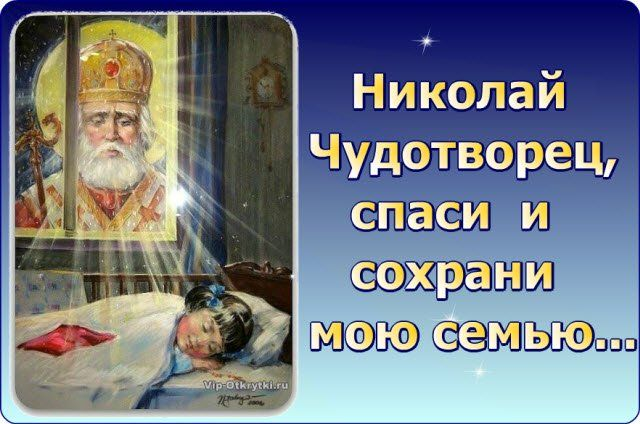 Николай
Чудотворец,
спаси и
сохрани
мою семью...
Vip-Otkrytki.ru